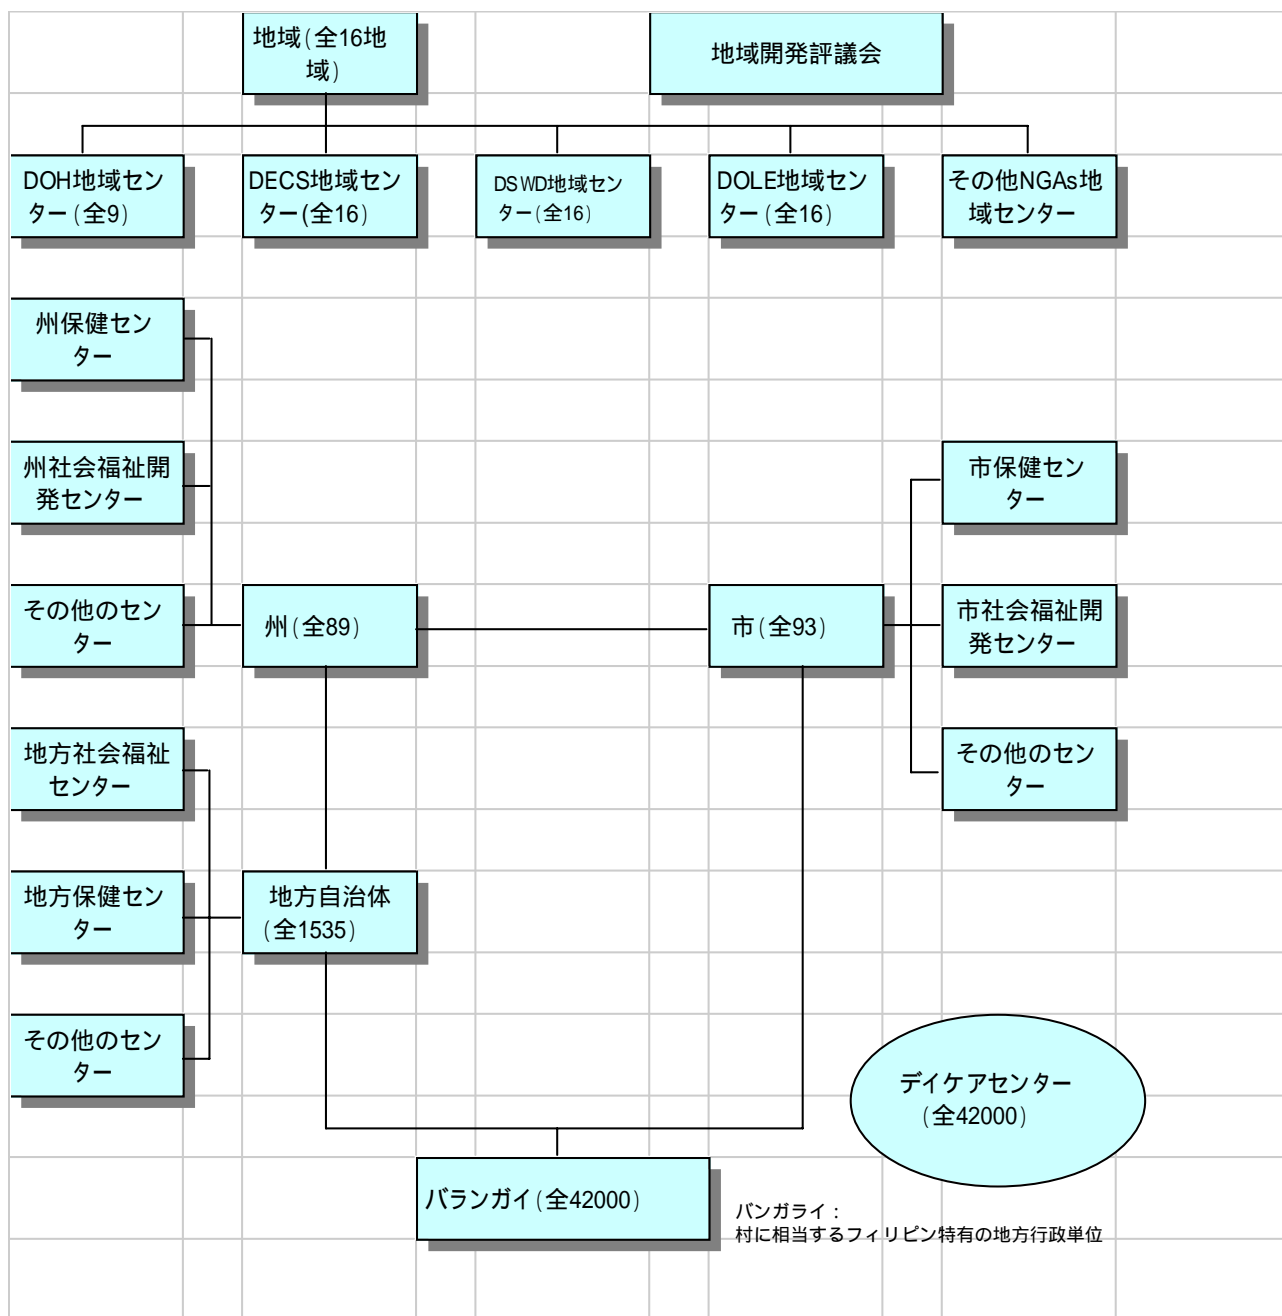 地域(全16地
域)
地域開発評議会
DOH地域セン
ター(全9)
DECS地域セン
ター(全16)
DSWD地域セン
ター(全16)
DOLE地域セン
ター(全16)
その他NGAs地
域センター
州保健セン
ター
州社会福祉開
発センター
市保健セン
ター
その他のセン
ター
州(全89)
市(全93)
市社会福祉開
発センター
地方社会福祉
センター
その他のセン
ター
地方保健セン
ター
地方自治体
(全1535)
その他のセン
ター
デイケアセンター
(全42000)
バランガイ(全42000)
バンガライ:
村に相当するフィリピン特有の地方行政単位